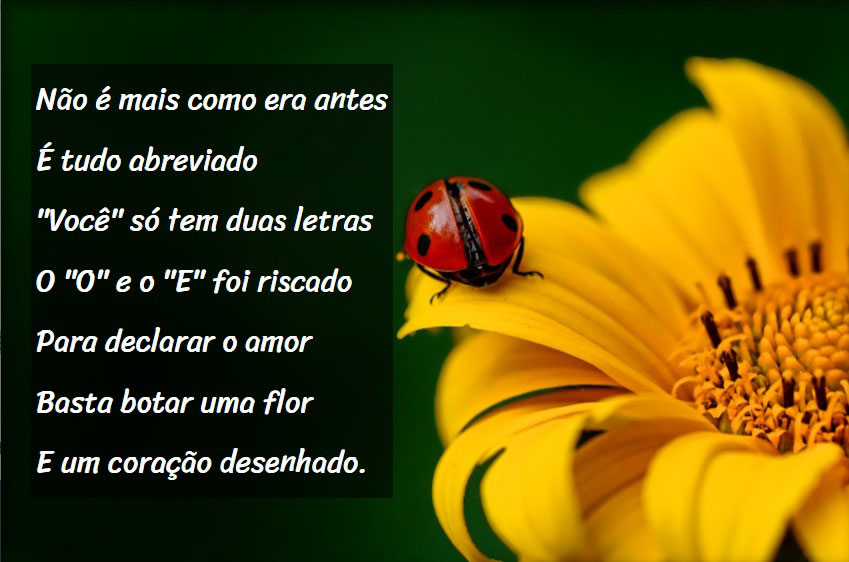 Não é mais como era antes
É tudo abreviado
"Você" só tem duas letras
O "O" e o "E" foi riscado
Para declarar o amor
Basta botar uma flor
E um coração desenhado.